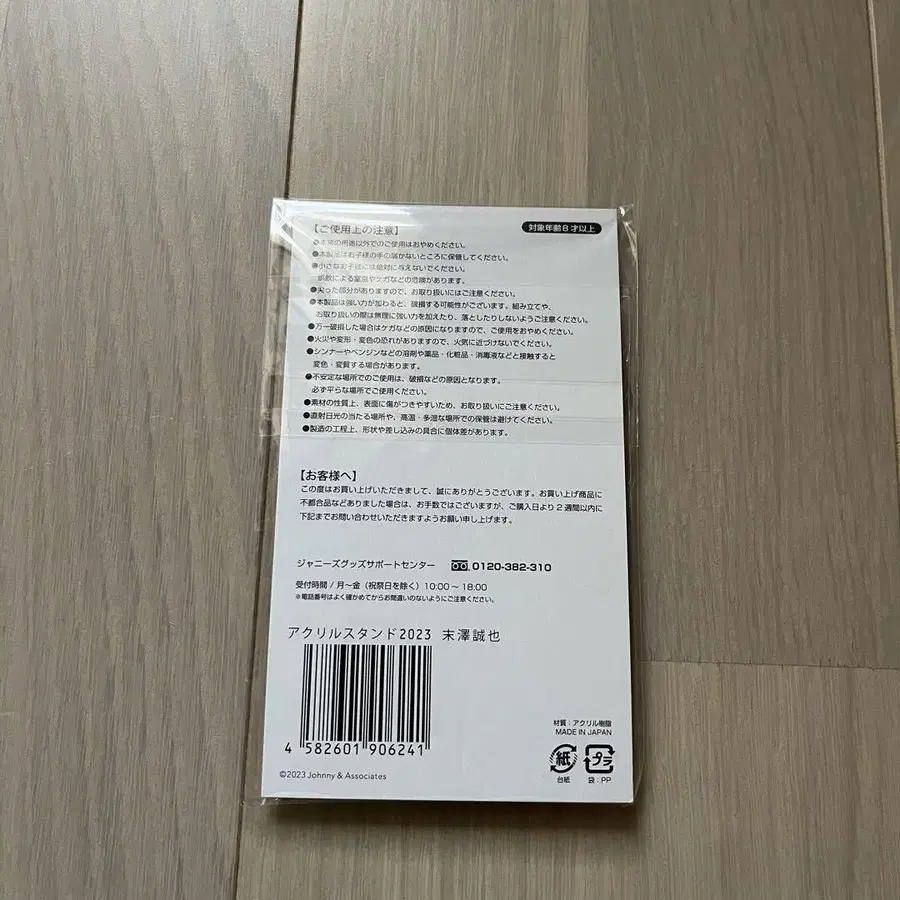 【ご使用上の注意】
対象年齢8才以上
●本来の用途以外でのご使用はおやめください。
●本製品はお子様の手の届かないところに保管してください。
●小さなお子様には絶対に与えないでください。
誤飲による窒息やケガなどの危険があります。
●尖った部分がありますので、お取り扱いにはご注意ください。
●本製品は強い力が加わると、破損する可能性がございます。組み立てや、
お取り扱いの際は無理に強い力を加えたり、落としたりしないようご注意ください。
●万一破損した場合はケガなどの原因になりますので、ご使用をおやめください。
●火災や変形・変色の恐れがありますので、火気に近づけないでください。
●シンナーやベンジンなどの溶剤や薬品・化粧品・消毒液などと接触すると
変色・変質する場合があります。
●不安定な場所でのご使用は、破損などの原因となります。
必ず平らな場所でご使用ください。
●素材の性質上、表面に傷がつきやすいため、お取り扱いにご注意ください。
●直射日光の当たる場所や、高温・多湿な場所での保管は避けてください。
●製造の工程上、形状や差し込みの具合に個体差があります。
【お客様へ】
この度はお買い上げいただきまして、誠にありがとうございます。お買い上げ商品に
不都合品などありました場合は、お手数ではございますが、ご購入日より2週間以内に
下記までお問い合わせいただきますようお願い申し上げます。
ジャニーズグッズサポートセンター 0120-382-310
受付時間 / 月～金（祝祭日を除く）10:00～18:00
※電話番号はよく確かめてからお間違いのないようにご注意ください。
アクリルスタンド2023 末澤誠也
4 582601 906241
©2023 Johnny & Associates
材質：アクリル樹脂
MADE IN JAPAN
紙 プラ
台紙 袋：PP